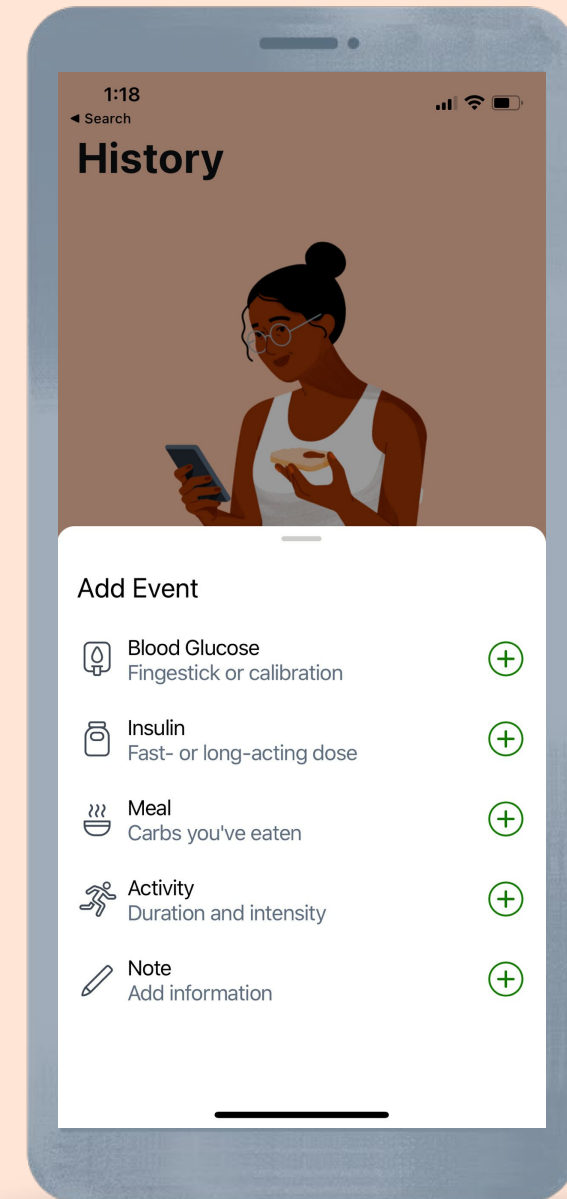 1:18
◀ Search
History
Add Event
Blood Glucose
Fingestick or calibration
Insulin
Fast- or long-acting dose
Meal
Carbs you've eaten
Activity
Duration and intensity
Note
Add information